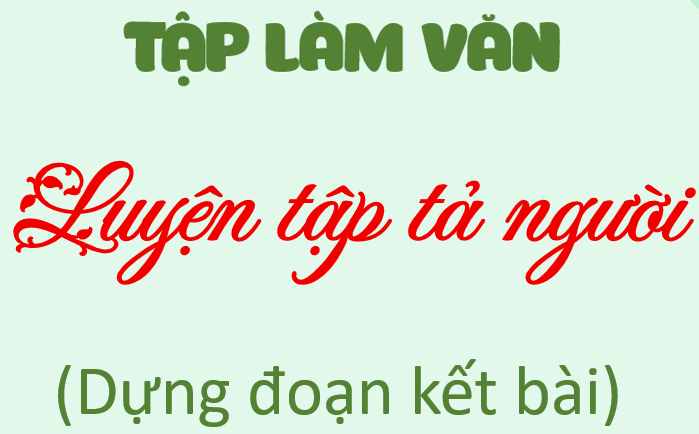 TẬP LÀM VĂN
Luyện tập tả người
(Dựng đoạn kết bài)